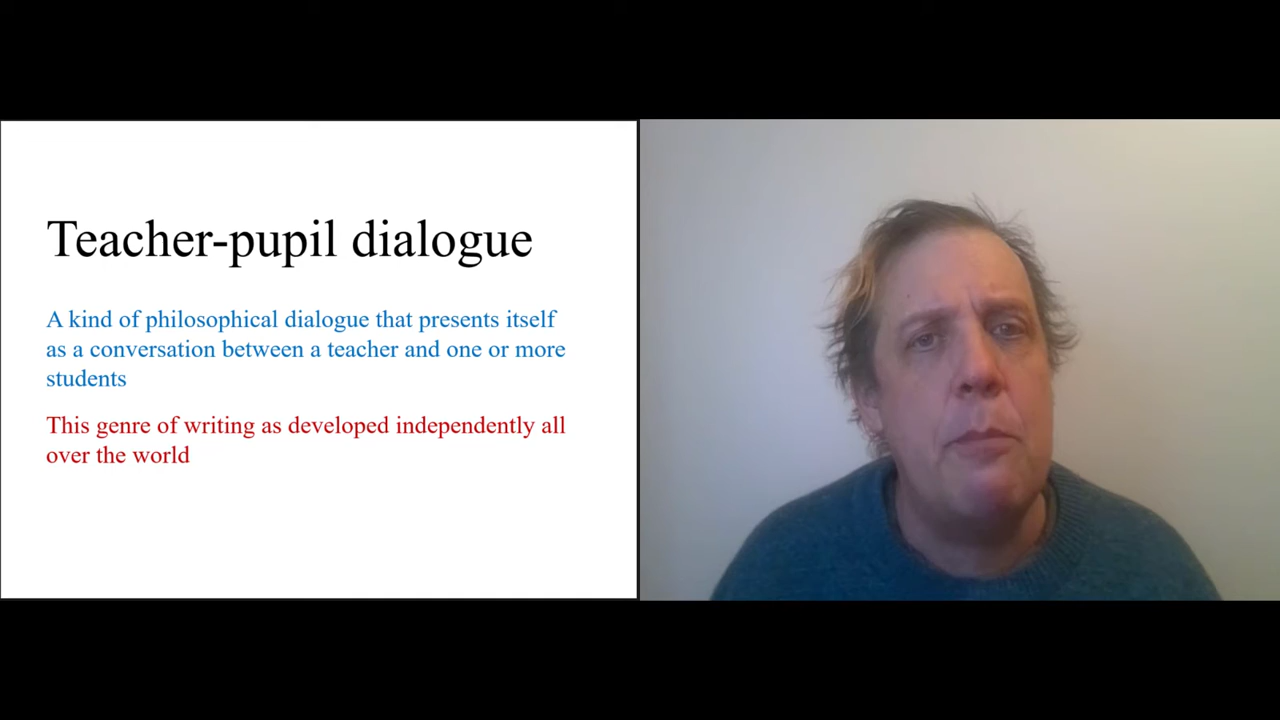 Teacher-pupil dialogue
A kind of philosophical dialogue that presents itself
as a conversation between a teacher and one or more
students
This genre of writing as developed independently all
over the world